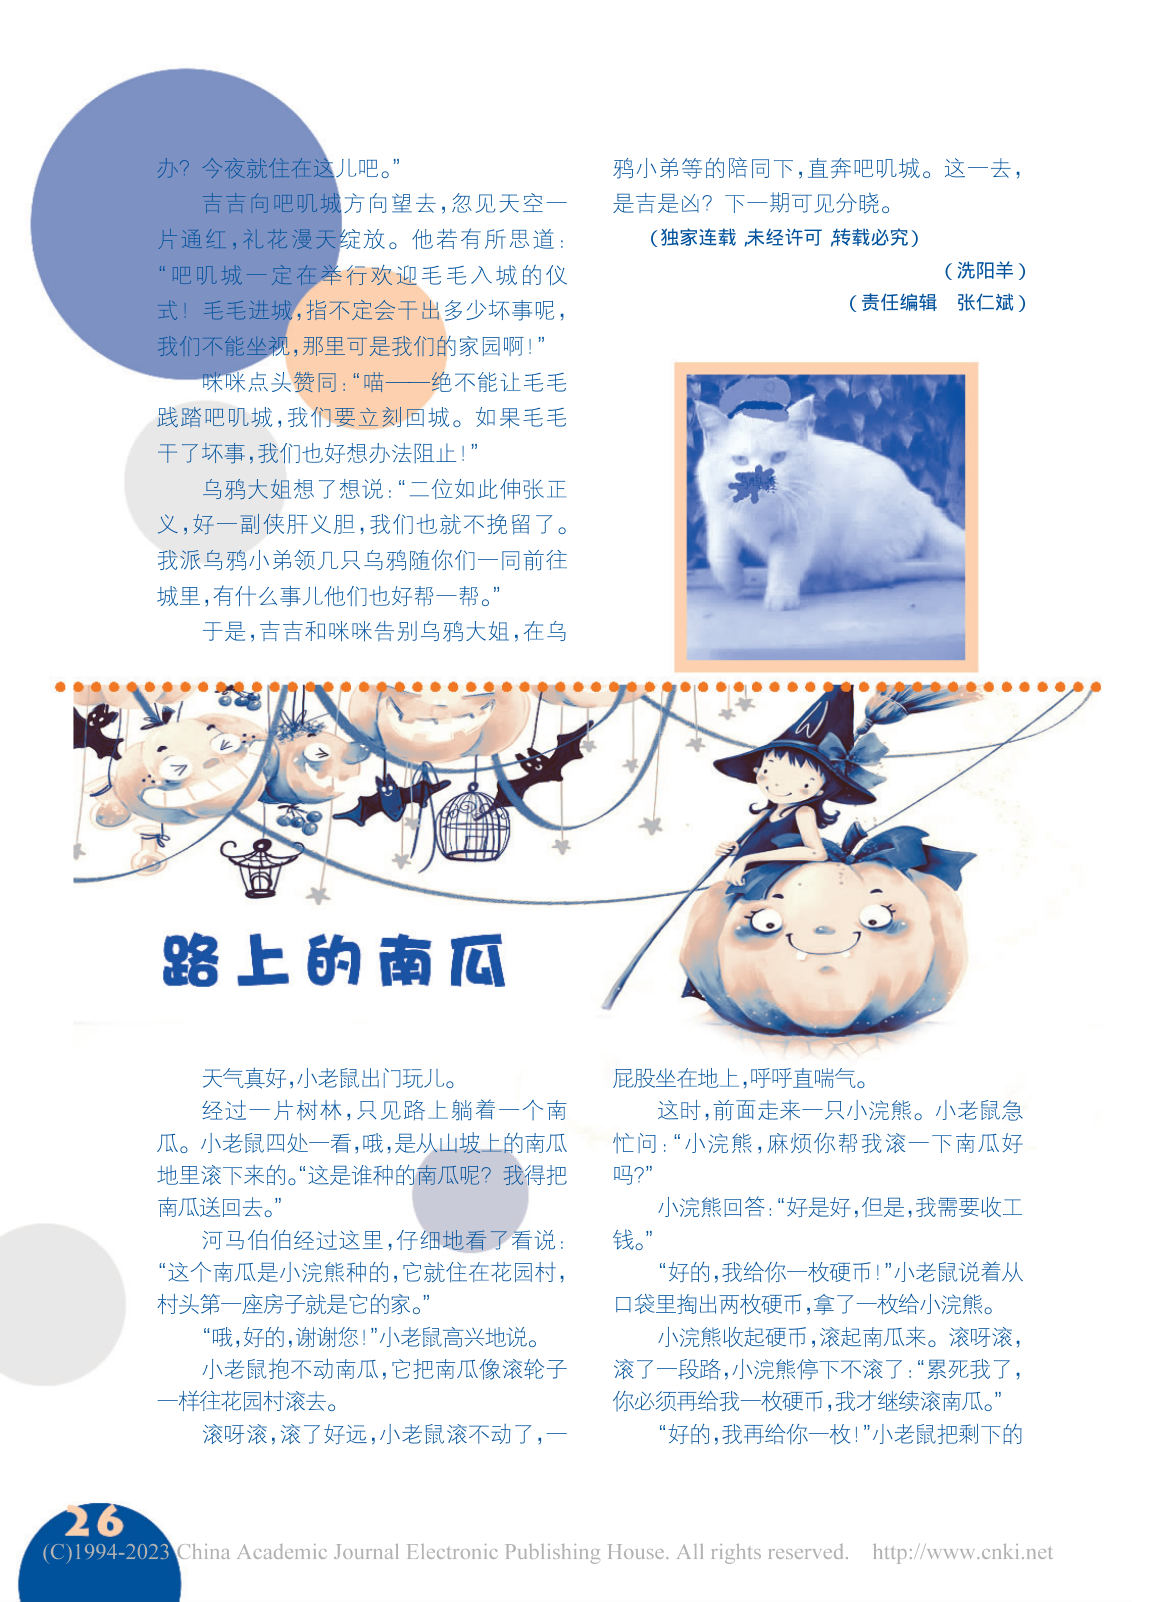 办？今夜就住在这儿吧。”
吉吉向吧叽城方向望去，忽见天空一
片通红，礼花漫天绽放。他若有所思道：
“吧叽城一定在举行欢迎毛毛入城的仪
式！毛毛进城，指不定会干出多少坏事呢，
我们不能坐视，那里可是我们的家园啊！”
咪咪点头赞同：“喵——绝不能让毛毛
践踏吧叽城，我们要立刻回城。如果毛毛
干了坏事，我们也好想办法阻止！”
乌鸦大姐想了想说：“二位如此伸张正
义，好一副侠肝义胆，我们也就不挽留了。
我派乌鸦小弟领几只乌鸦随你们一同前往
城里，有什么事儿他们也好帮一帮。”
于是，吉吉和咪咪告别乌鸦大姐，在乌
鸦小弟等的陪同下，直奔吧叽城。这一去，
是吉是凶？下一期可见分晓。
（独家连载，未经许可，转载必究）
（洗阳羊）
（责任编辑　张仁斌）
路上的南瓜
天气真好，小老鼠出门玩儿。
经过一片树林，只见路上躺着一个南
瓜。小老鼠四处一看，哦，是从山坡上的南瓜
地里滚下来的。“这是谁种的南瓜呢？我得把
南瓜送回去。”
河马伯伯经过这里，仔细地看了看说：
“这个南瓜是小浣熊种的，它就住在花园村，
村头第一座房子就是它的家。”
“哦，好的，谢谢您！”小老鼠高兴地说。
小老鼠抱不动南瓜，它把南瓜像滚轮子
一样往花园村滚去。
滚呀滚，滚了好远，小老鼠滚不动了，一
屁股坐在地上，呼呼直喘气。
这时，前面走来一只小浣熊。小老鼠急
忙问：“小浣熊，麻烦你帮我滚一下南瓜好
吗？”
小浣熊回答：“好是好，但是，我需要收工
钱。”
“好的，我给你一枚硬币！”小老鼠说着从
口袋里掏出两枚硬币，拿了一枚给小浣熊。
小浣熊收起硬币，滚起南瓜来。滚呀滚，
滚了一段路，小浣熊停下不滚了：“累死我了，
你必须再给我一枚硬币，我才继续滚南瓜。”
“好的，我再给你一枚！”小老鼠把剩下的
26
(C)1994-2023 China Academic Journal Electronic Publishing House. All rights reserved. http://www.cnki.net